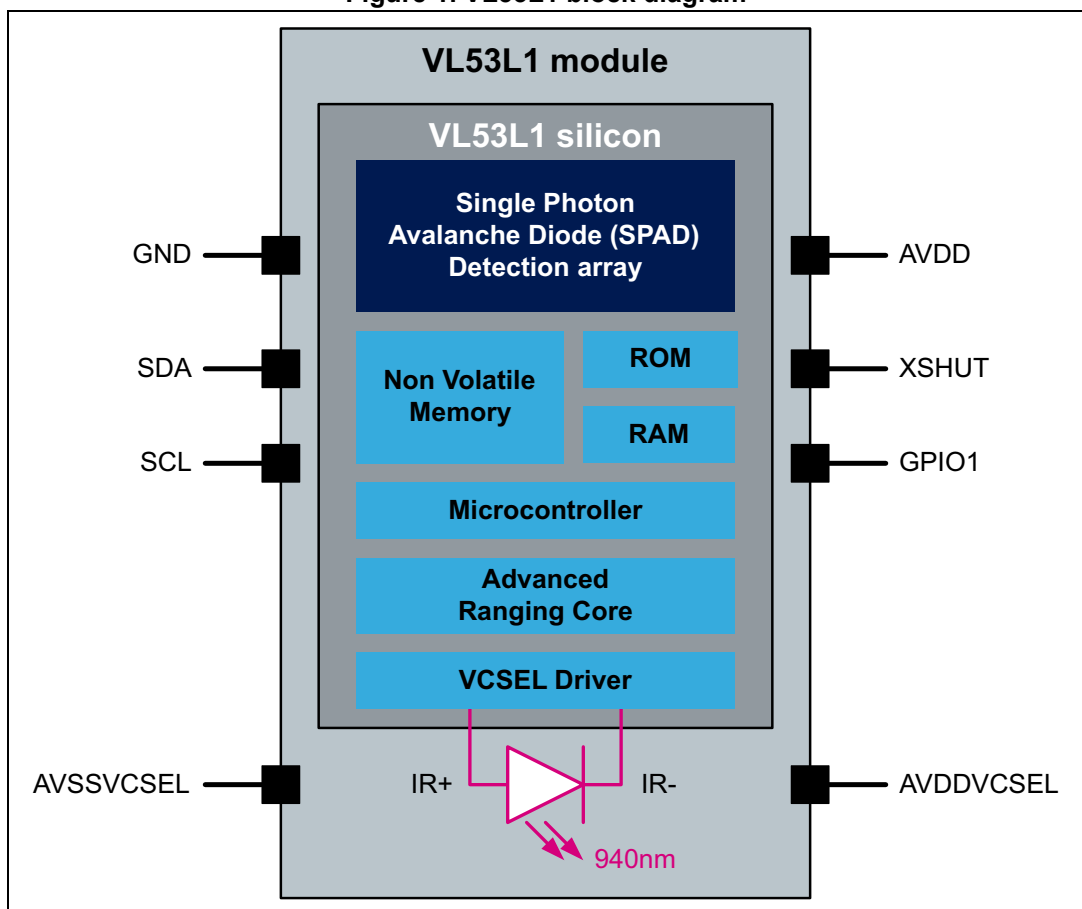 VL53L1 module
VL53L1 silicon
Single Photon
Avalanche Diode (SPAD)
Detection array
GND
AVDD
SDA
Non Volatile
Memory
ROM
XSHUT
SCL
RAM
GPIO1
Microcontroller
Advanced
Ranging Core
VCSEL Driver
AVSSVCSEL
IR+
IR-
AVDDVCSEL
940nm